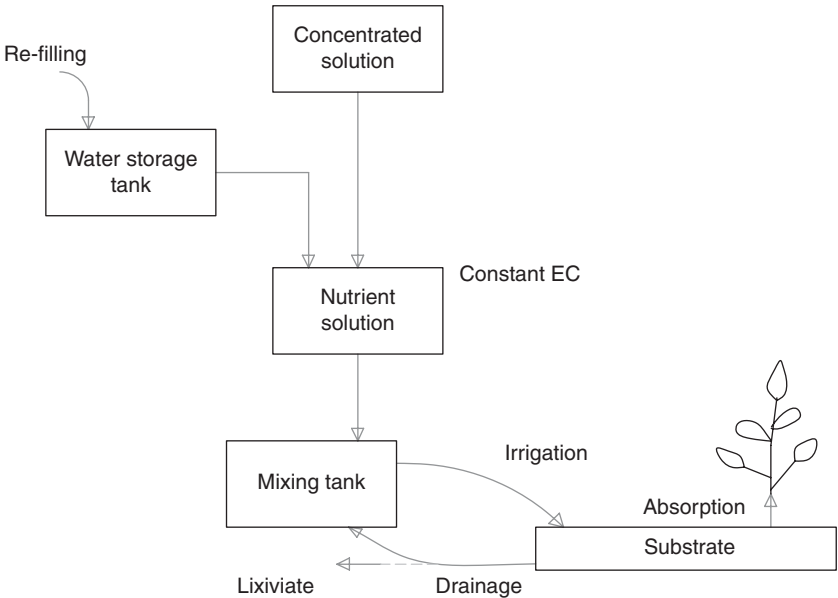 Concentrated
solution
Re-filling
Water storage
tank
Constant EC
Nutrient
solution
Irrigation
Mixing tank
Absorption
Substrate
Lixiviate
Drainage